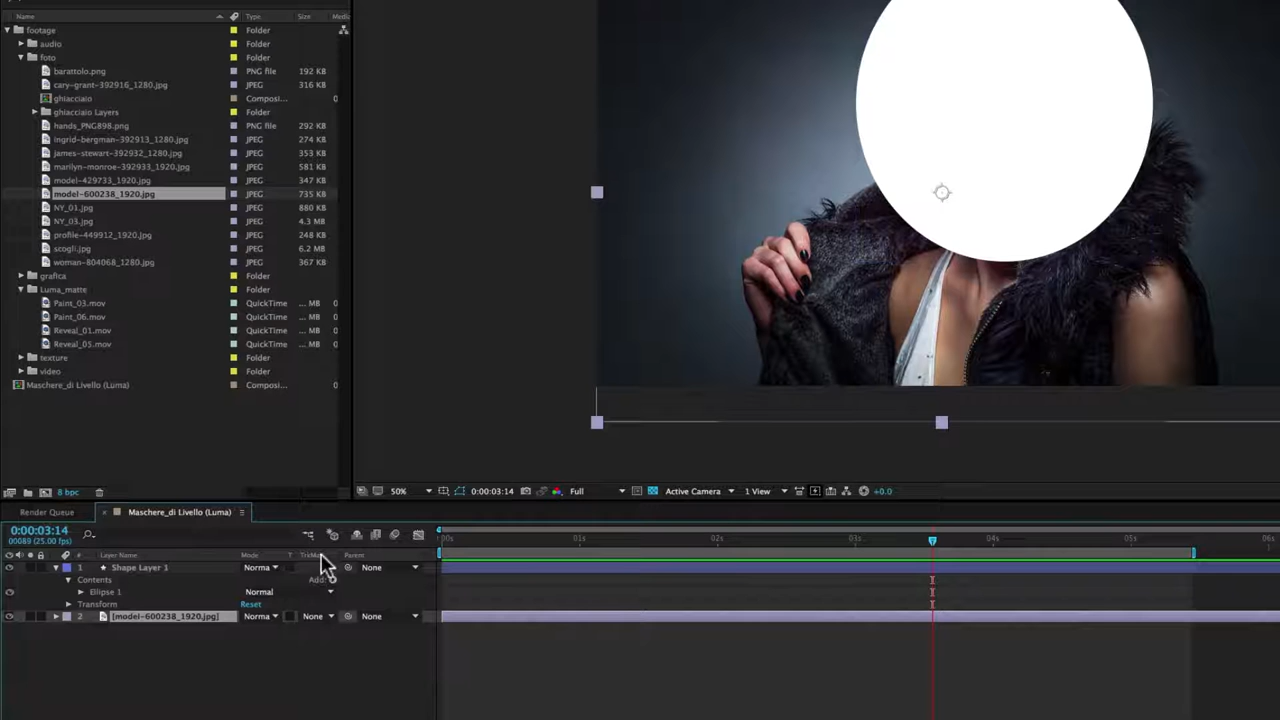 Name Type Size Media
footage Folder
audio Folder
foto Folder
barattolo.png PNG file 192 KB
cary-grant-392916_1280.jpg JPEG 316 KB
ghiacciaio Composi... 0
ghiacciaio Layers Folder
hands_PNG898.png PNG file 292 KB
ingrid-bergman-392913_1280.jpg JPEG 274 KB
james-stewart-392932_1280.jpg JPEG 353 KB
marilyn-monroe-392933_1920.jpg JPEG 581 KB
model-429733_1920.jpg JPEG 347 KB
model-600238_1920.jpg JPEG 735 KB
NY_01.jpg JPEG 880 KB
NY_03.jpg JPEG 4.3 MB
profile-449912_1920.jpg JPEG 248 KB
scogli.jpg JPEG 6.2 MB
woman-804068_1280.jpg JPEG 367 KB
grafica Folder
Luma_matte Folder
Paint_03.mov QuickTime ... MB
Paint_06.mov QuickTime ... MB
Reveal_01.mov QuickTime ... MB
Reveal_05.mov QuickTime ... MB
texture Folder
video Folder
Maschere_di Livello (Luma) Composi... 0
8 bpc
50% 0:00:03:14 Full Active Camera 1 View +0.0
Render Queue × Maschere_di Livello (Luma)
0:00:03:14
00089 (25.00 fps)
:00s 01s 02s 03s 04s 05s 06s
# Layer Name Mode T Parent
1 Shape Layer 1 Norma None
Contents Add:
Ellipse 1 Normal
Transform Reset
2 [model-600238_1920.jpg] Norma None None